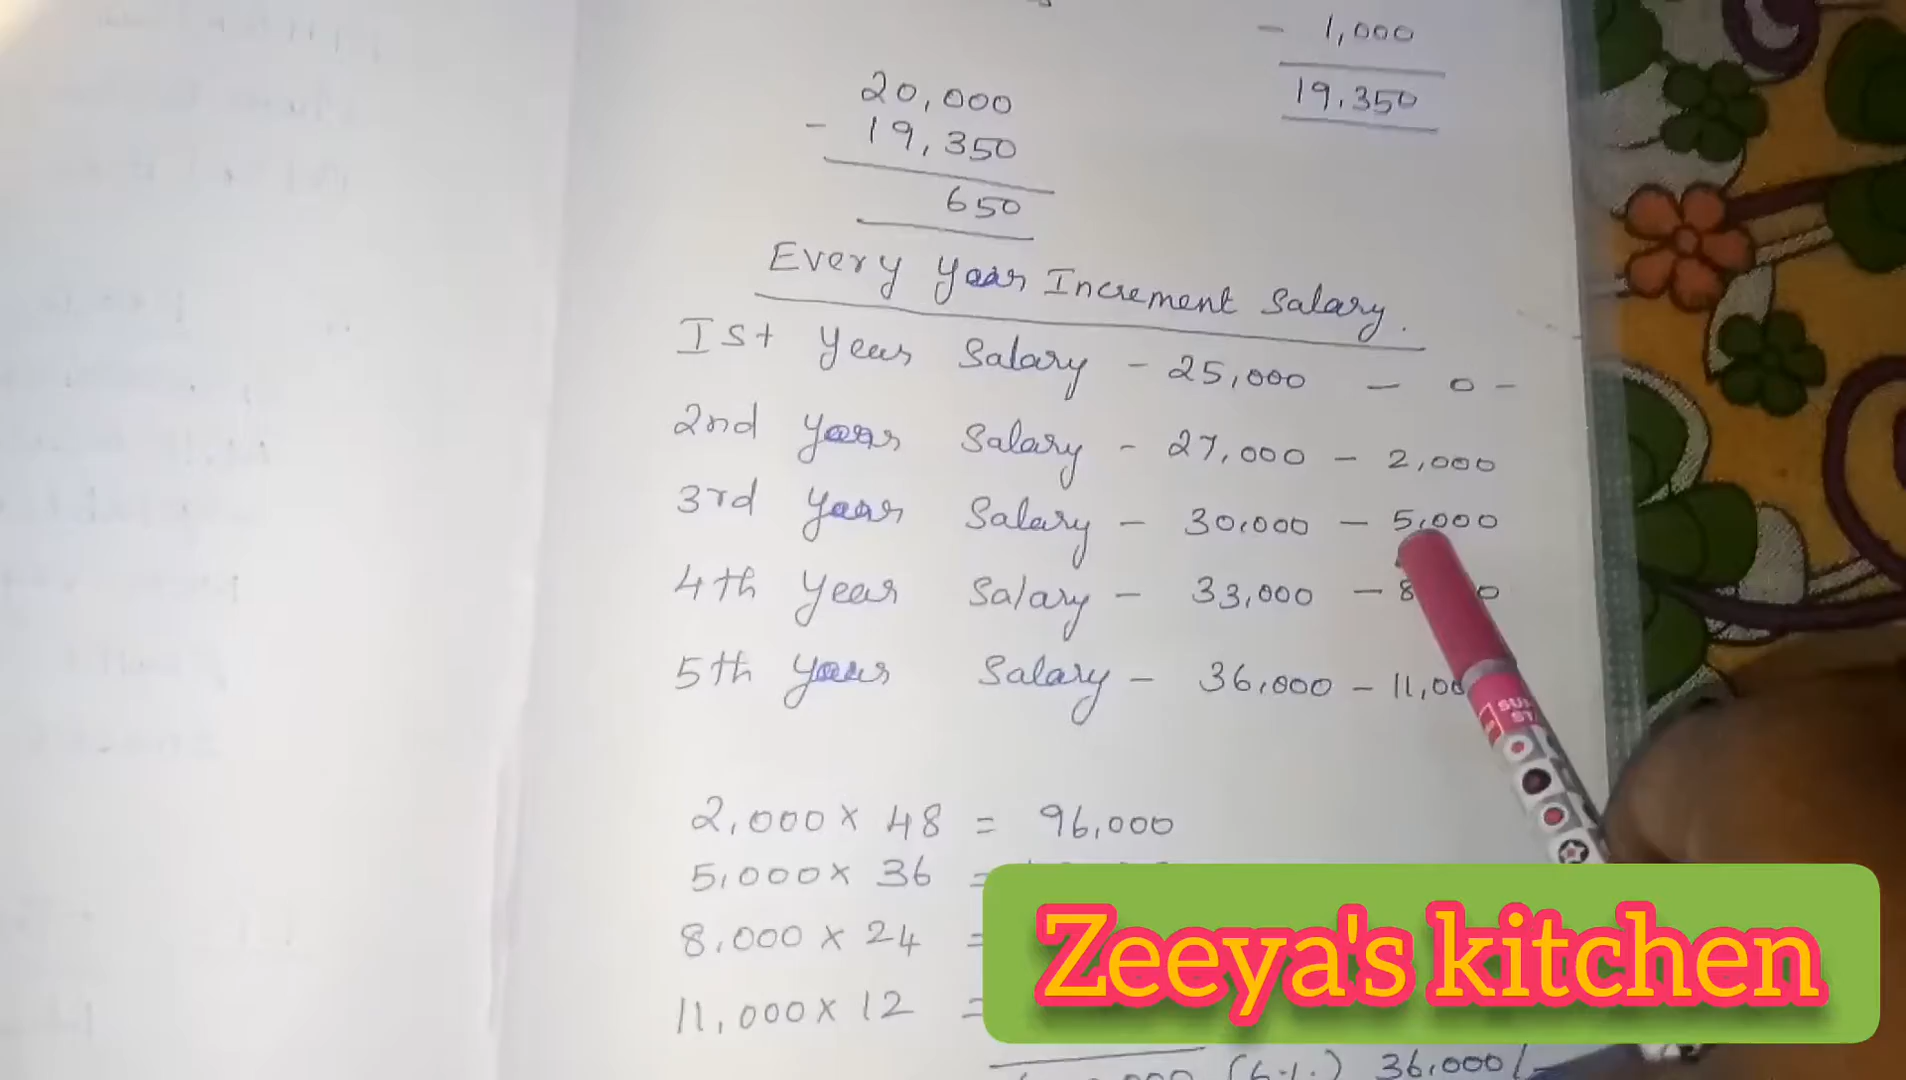 - 1,000
19,350
20,000
- 19,350
650
Every Year Increment Salary.
Ist Year Salary - 25,000 - 0 -
2nd Year Salary - 27,000 - 2,000
3rd Year Salary - 30,000 - 5,000
4th Year Salary - 33,000 - 8
5th Year Salary - 36,000 - 11,00
2,000 x 48 = 96,000
5,000 x 36 =
8,000 x 24 =
11,000 x 12 =
(6%) 36,000/-
Zeeya's kitchen